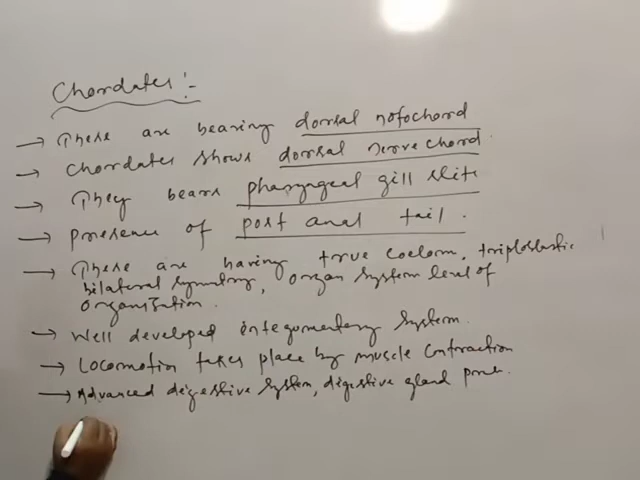 Chordates :-
→ These are bearing dorsal notochord
→ Chordates shows dorsal nerve chord.
→ They bears pharyngeal gill slits
→ presence of post anal tail.
→ These are having true coelom, triploblastic
bilateral symmetry, organ system level of
organization.
→ Well developed integumentary system.
→ Locomotion takes place by muscle contraction
→ Advanced digestive system, digestive gland